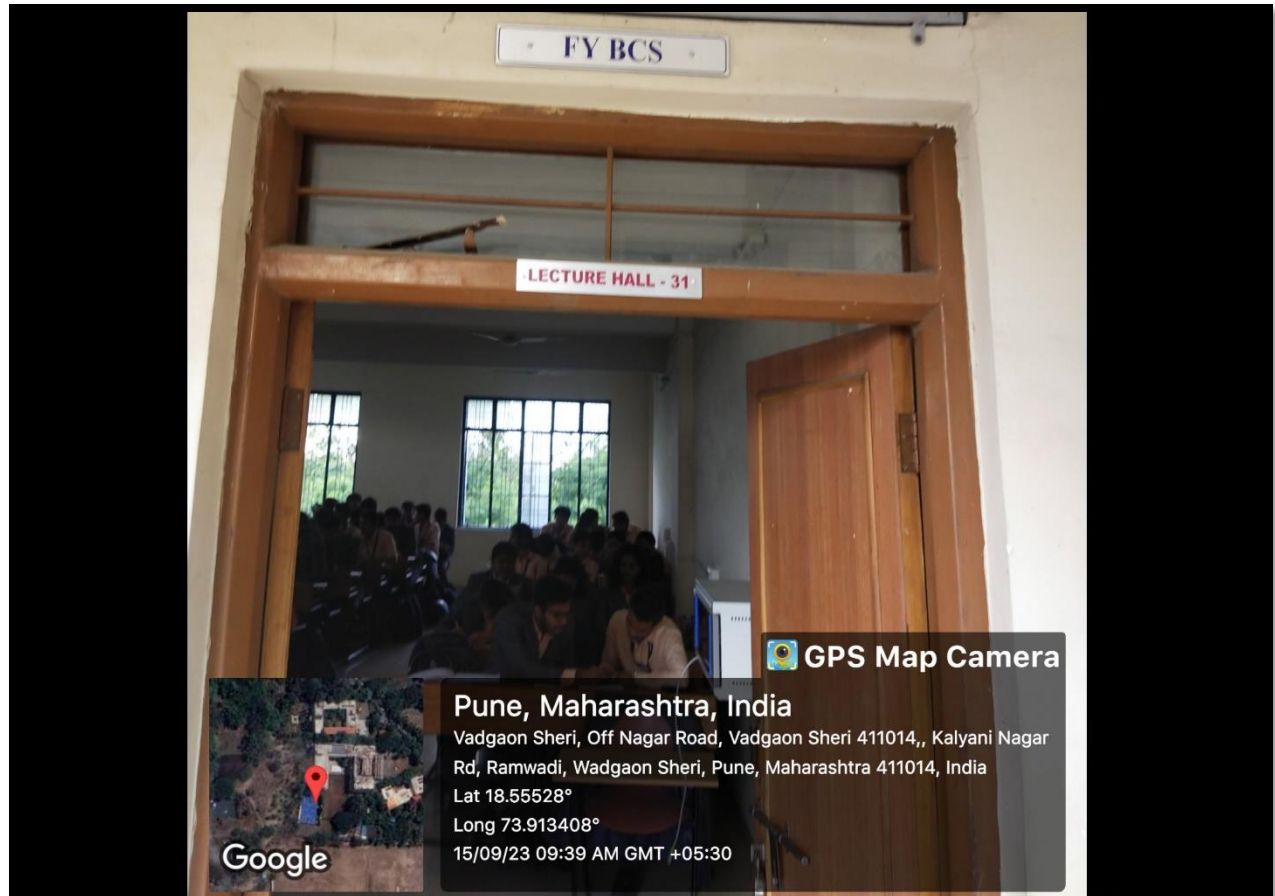 FY BCS
LECTURE HALL - 31
GPS Map Camera
Pune, Maharashtra, India
Vadgaon Sheri, Off Nagar Road, Vadgaon Sheri 411014,, Kalyani Nagar
Rd, Ramwadi, Wadgaon Sheri, Pune, Maharashtra 411014, India
Lat 18.55528°
Long 73.913408°
15/09/23 09:39 AM GMT +05:30
Google